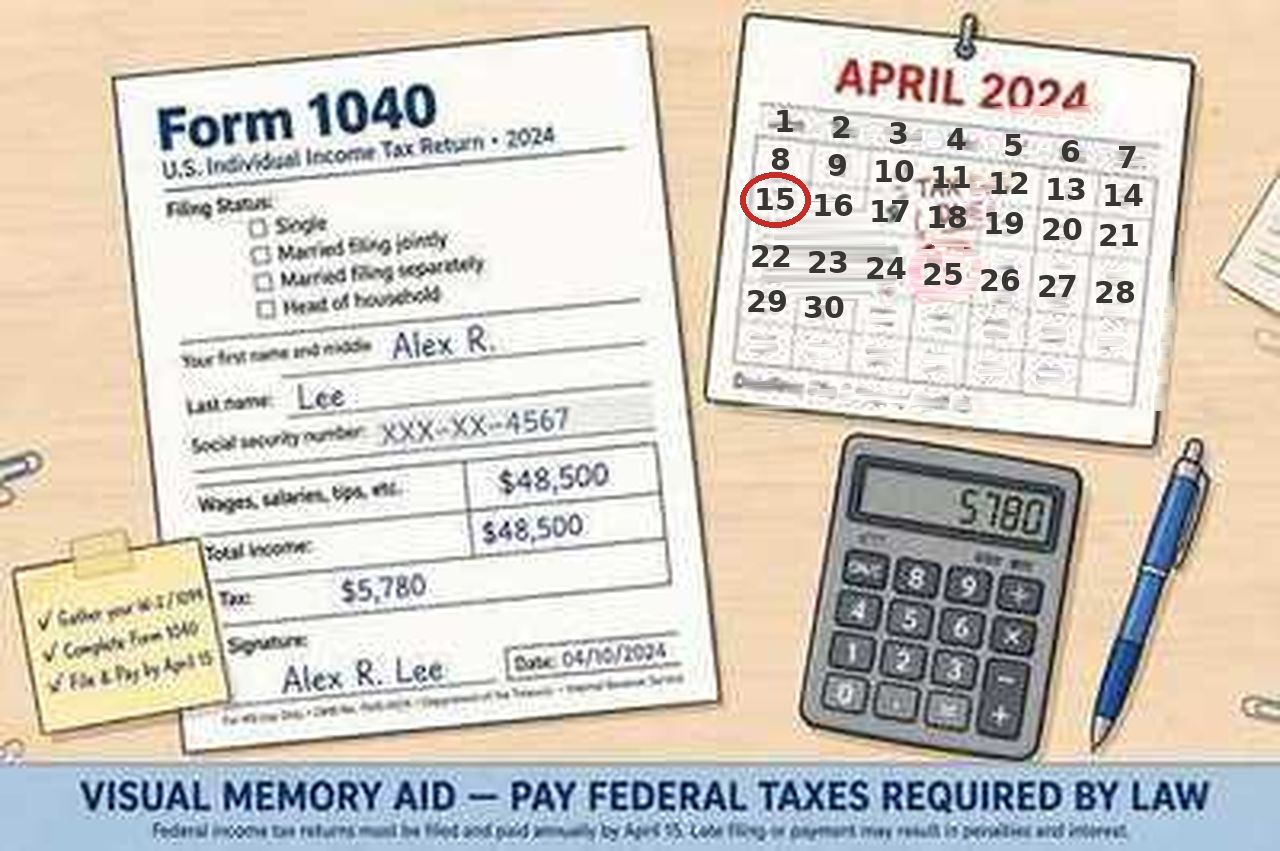 Form 1040
U.S. Individual Income Tax Return • 2024
Filing Status:
Single
Married filing jointly
Married filing separately
Head of household
Your first name and middle Alex R.
Last name: Lee
Social security number: XXX-XX-4567
Wages, salaries, tips, etc. $48,500
Total income: $48,500
Tax: $5,780
Signature:
Alex R. Lee
Date: 04/10/2024
✓ Gather your W-2 / 1099
✓ Complete Form 1040
✓ File & Pay by April 15
APRIL 2024
1 2 3 4 5 6 7
8 9 10 11 12 13 14
15 16 17 18 19 20 21
22 23 24 25 26 27 28
29 30
TAX
5780
8 9 ÷
4 5 6 ×
1 2 3 −
0 . +
VISUAL MEMORY AID — PAY FEDERAL TAXES REQUIRED BY LAW
Federal income tax returns must be filed and paid annually by April 15. Late filing or payment may result in penalties and interest.